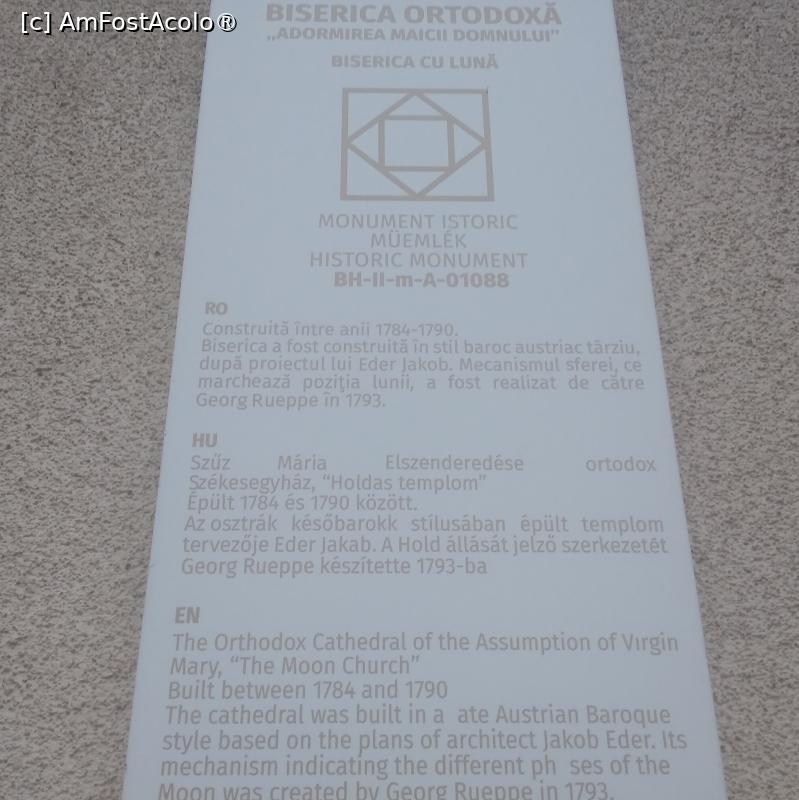 [c] AmFostAcolo®
BISERICA ORTODOXĂ
„ADORMIREA MAICII DOMNULUI”
BISERICA CU LUNĂ
MONUMENT ISTORIC
MÜEMLÉK
HISTORIC MONUMENT
BH-II-m-A-01088
RO
Construită între anii 1784-1790.
Biserica a fost construită în stil baroc austriac târziu,
după proiectul lui Eder Jakob. Mecanismul sferei, ce
marchează poziţia lunii, a fost realizat de către
Georg Rueppe în 1793.
HU
Szűz Mária Elszenderedése ortodox
Székesegyház, “Holdas templom”
Épült 1784 és 1790 között.
Az osztrák későbarokk stílusában épült templom
tervezője Eder Jakab. A Hold állását jelző szerkezetét
Georg Rueppe készítette 1793-ba
EN
The Orthodox Cathedral of the Assumption of Virgin
Mary, “The Moon Church”
Built between 1784 and 1790
The cathedral was built in a ate Austrian Baroque
style based on the plans of architect Jakob Eder. Its
mechanism indicating the different ph ses of the
Moon was created by Georg Rueppe in 1793.